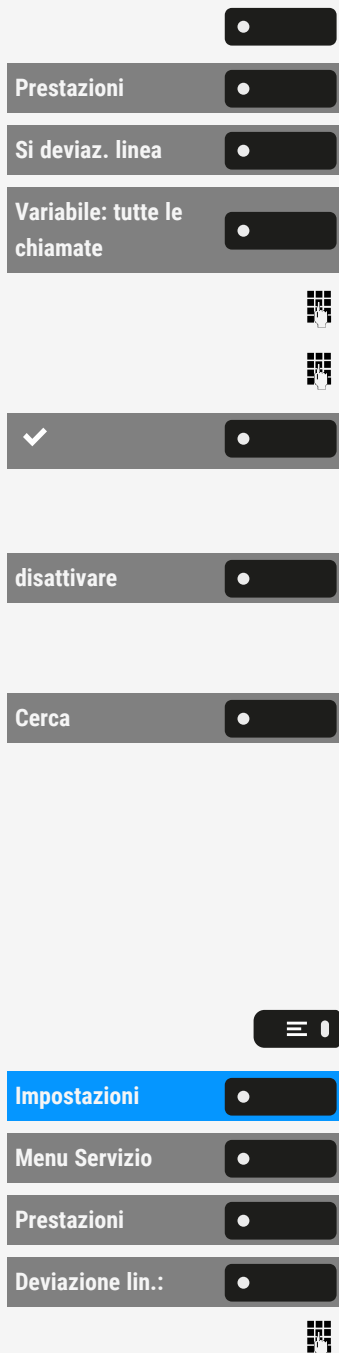 Prestazioni
Si deviaz. linea
Variabile: tutte le
chiamate
disattivare
Cerca
Impostazioni
Menu Servizio
Prestazioni
Deviazione lin.: